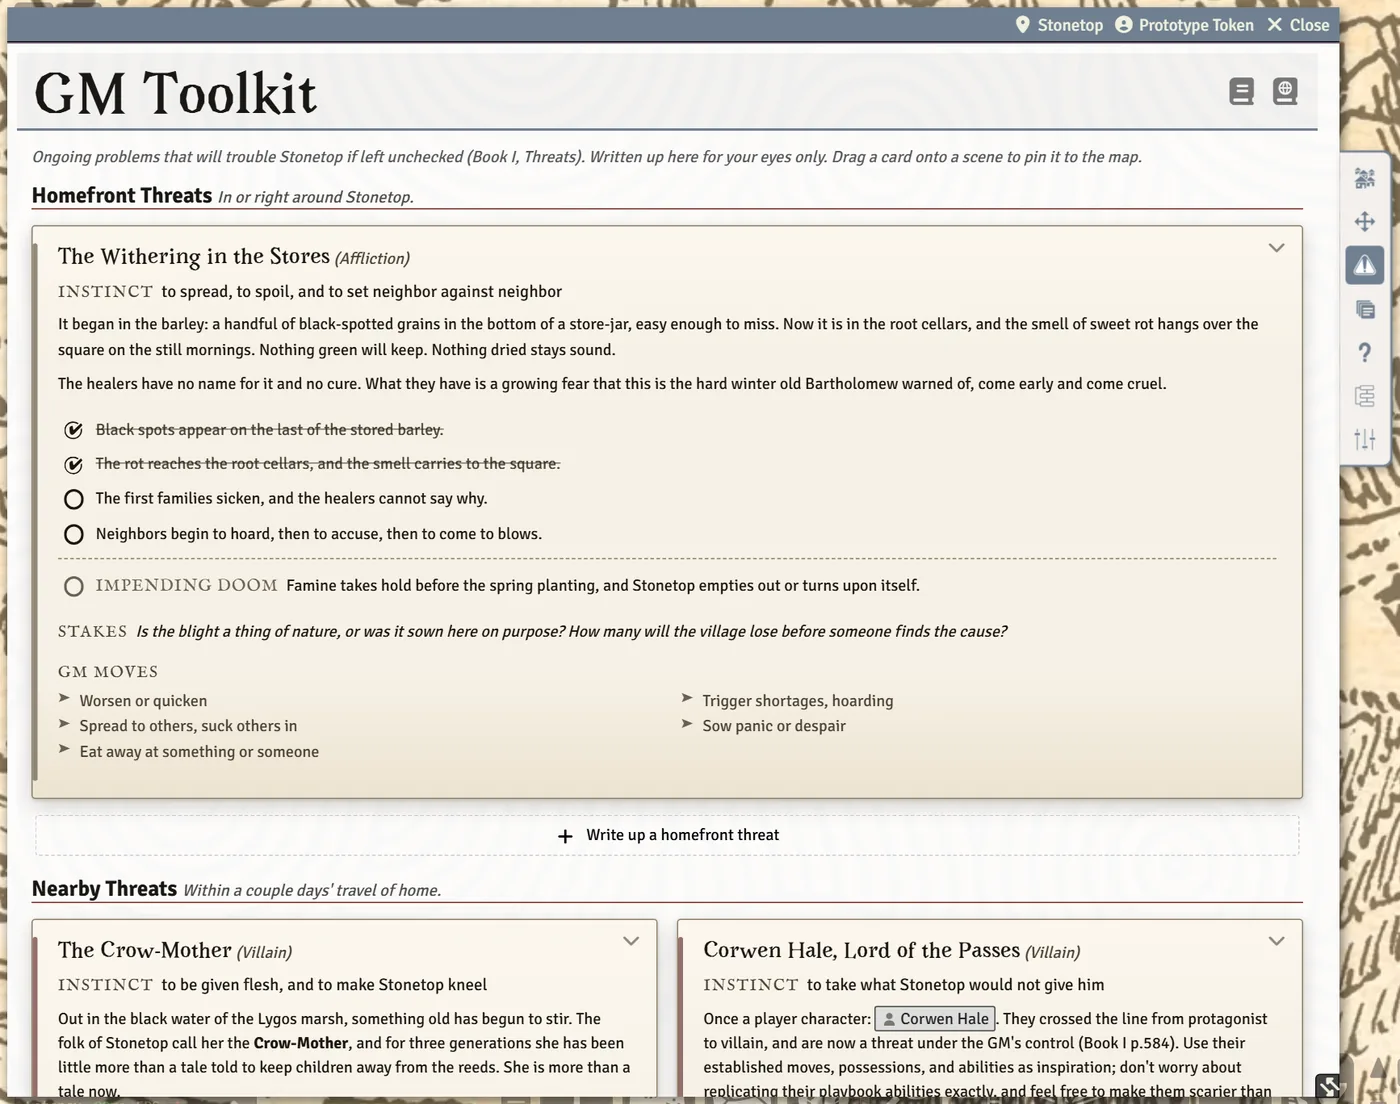 Stonetop Prototype Token Close
GM Toolkit
Ongoing problems that will trouble Stonetop if left unchecked (Book I, Threats). Written up here for your eyes only. Drag a card onto a scene to pin it to the map.
Homefront Threats In or right around Stonetop.
The Withering in the Stores (Affliction)
INSTINCT to spread, to spoil, and to set neighbor against neighbor
It began in the barley: a handful of black-spotted grains in the bottom of a store-jar, easy enough to miss. Now it is in the root cellars, and the smell of sweet rot hangs over the
square on the still mornings. Nothing green will keep. Nothing dried stays sound.
The healers have no name for it and no cure. What they have is a growing fear that this is the hard winter old Bartholomew warned of, come early and come cruel.
Black spots appear on the last of the stored barley.
The rot reaches the root cellars, and the smell carries to the square.
The first families sicken, and the healers cannot say why.
Neighbors begin to hoard, then to accuse, then to come to blows.
IMPENDING DOOM Famine takes hold before the spring planting, and Stonetop empties out or turns upon itself.
STAKES Is the blight a thing of nature, or was it sown here on purpose? How many will the village lose before someone finds the cause?
GM MOVES
Worsen or quicken
Spread to others, suck others in
Eat away at something or someone
Trigger shortages, hoarding
Sow panic or despair
Write up a homefront threat
Nearby Threats Within a couple days' travel of home.
The Crow-Mother (Villain)
INSTINCT to be given flesh, and to make Stonetop kneel
Out in the black water of the Lygos marsh, something old has begun to stir. The
folk of Stonetop call her the Crow-Mother, and for three generations she has been
little more than a tale told to keep children away from the reeds. She is more than a
tale now.
Corwen Hale, Lord of the Passes (Villain)
INSTINCT to take what Stonetop would not give him
Once a player character: Corwen Hale. They crossed the line from protagonist
to villain, and are now a threat under the GM's control (Book I p.584). Use their
established moves, possessions, and abilities as inspiration; don't worry about
replicating their playbook abilities exactly, and feel free to make them scarier than